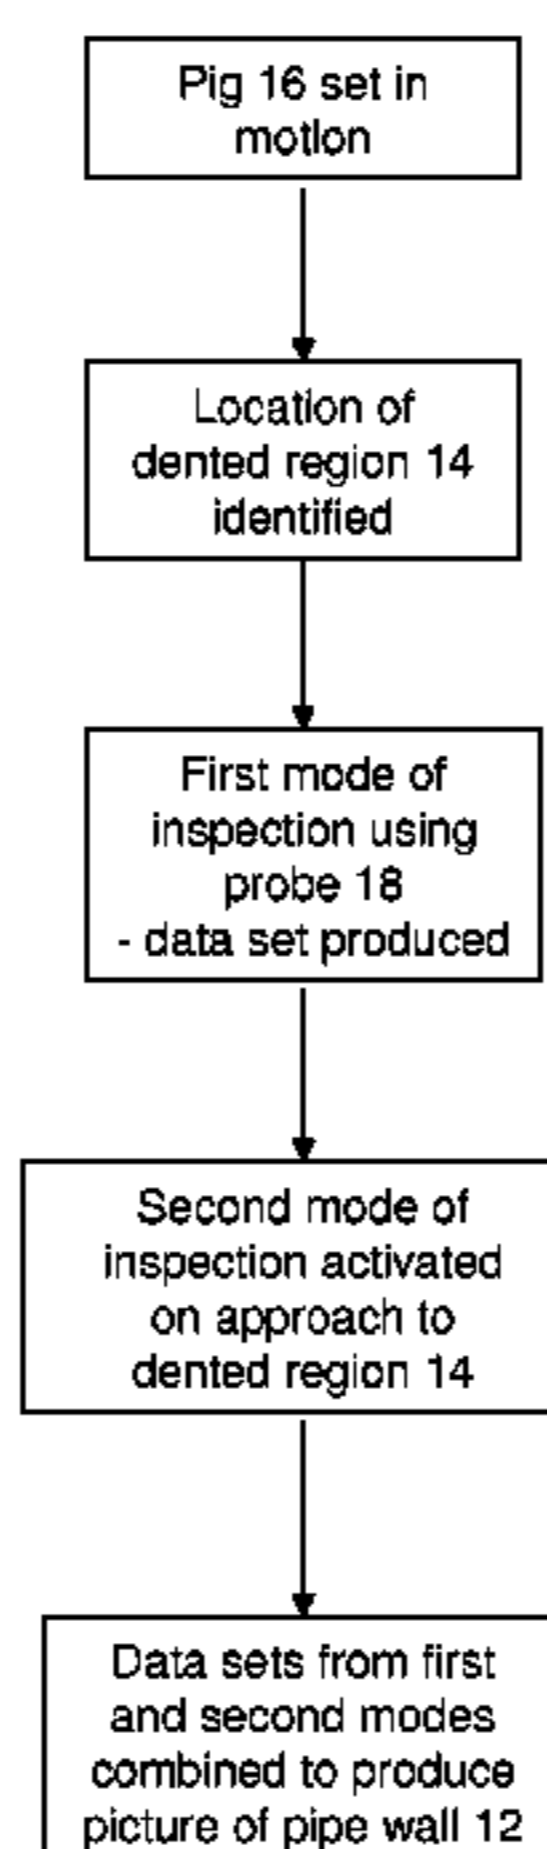 Pig 16 set in
motion
Location of
dented region 14
identified
First mode of
inspection using
probe 18
- data set produced
Second mode of
inspection activated
on approach to
dented region 14
Data sets from first
and second modes
combined to produce
picture of pipe wall 12